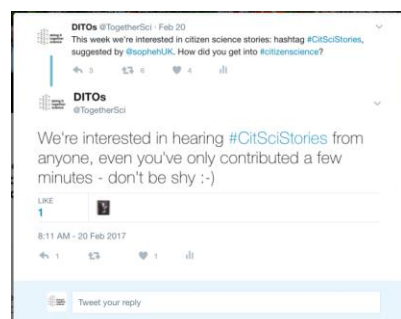 DITOs @TogetherSci · Feb 20
This week we're interested in citizen science stories: hashtag #CitSciStories,
suggested by @sophehUK. How did you get into #citizenscience?
3 6 4
DITOs
@TogetherSci
We're interested in hearing #CitSciStories from
anyone, even you've only contributed a few
minutes - don't be shy :-)
LIKE
1
8:11 AM - 20 Feb 2017
1 1
Tweet your reply